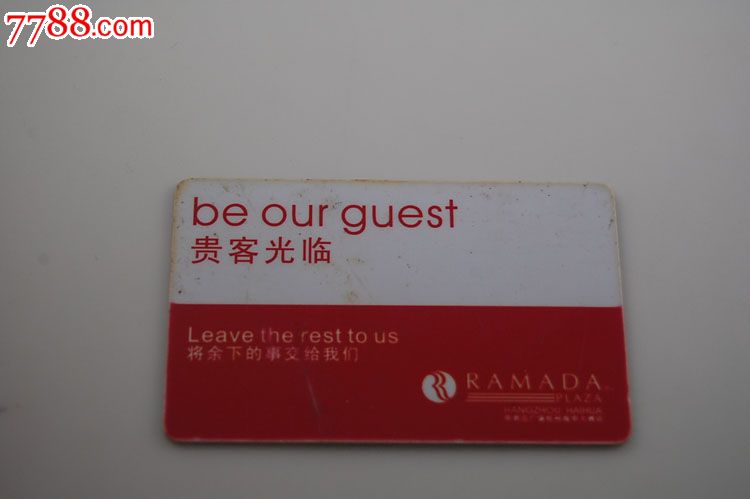 7788.com
be our guest
贵客光临
Leave the rest to us
将余下的事交给我们
RAMADA
PLAZA
HANGZHOU HAIHUA